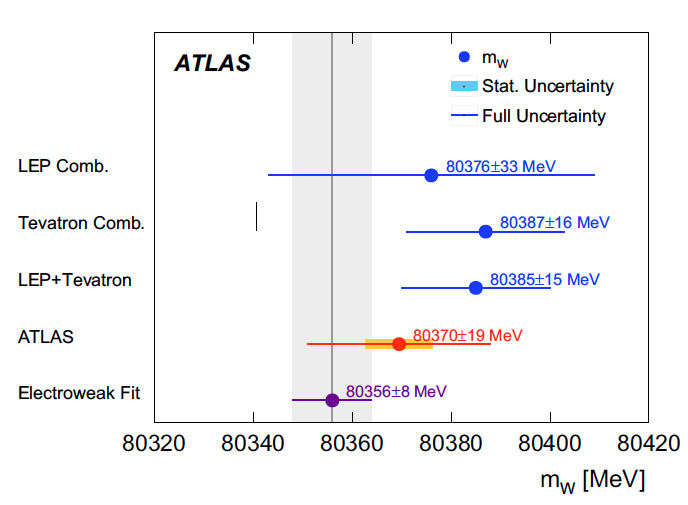 ATLAS
m_W
Stat. Uncertainty
Full Uncertainty
LEP Comb. 80376±33 MeV
Tevatron Comb. 80387±16 MeV
LEP+Tevatron 80385±15 MeV
ATLAS 80370±19 MeV
Electroweak Fit 80356±8 MeV
80320 80340 80360 80380 80400 80420
m_W [MeV]